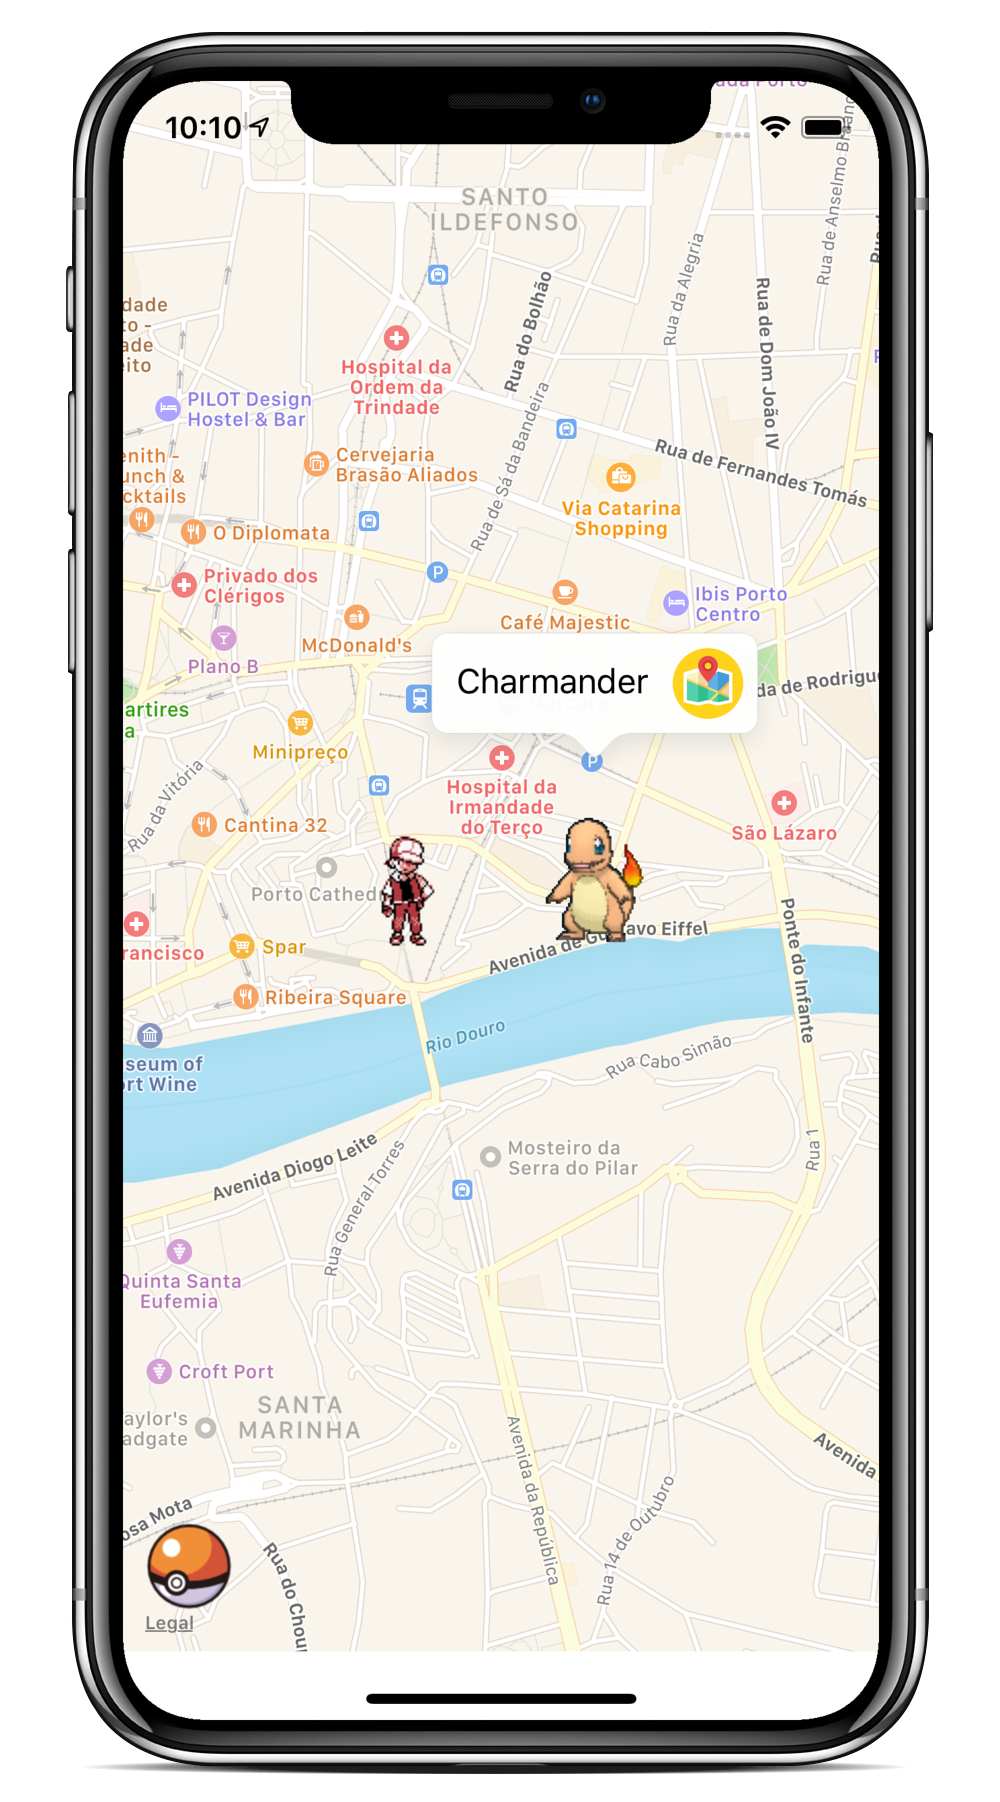 10:10
SANTO
ILDEFONSO
Rua de Anselmo
Rua da Alegria
Rua do Bolhão
Rua de Dom João IV
dade
to -
ade
eito
Hospital da
Ordem da
Trindade
PILOT Design
Hostel & Bar
Rua de Sá da Bandeira
Cervejaria
Brasão Aliados
Rua de Fernandes Tomás
enith -
unch &
cktails
Via Catarina
Shopping
O Diplomata
P
Privado dos
Clérigos
Ibis Porto
Centro
McDonald's
Café Majestic
Plano B
Charmander
da de Rodrigu
artires
a
Minipreço
P
Rua da Vitória
Hospital da
Irmandade
do Terço
Cantina 32
São Lázaro
Porto Cathed
Ponte do Infante
Avenida de Gu avo Eiffel
rancisco
Spar
Ribeira Square
Rio Douro
Rua Cabo Simão
seum of
rt Wine
Avenida Diogo Leite
Mosteiro da
Serra do Pilar
Rua 1
Rua General Torres
Quinta Santa
Eufemia
Croft Port
SANTA
MARINHA
aylor's
adgate
Avenida da República
Avenida
Rua 14 de Outubro
osa Mota
Rua do Chou
Legal